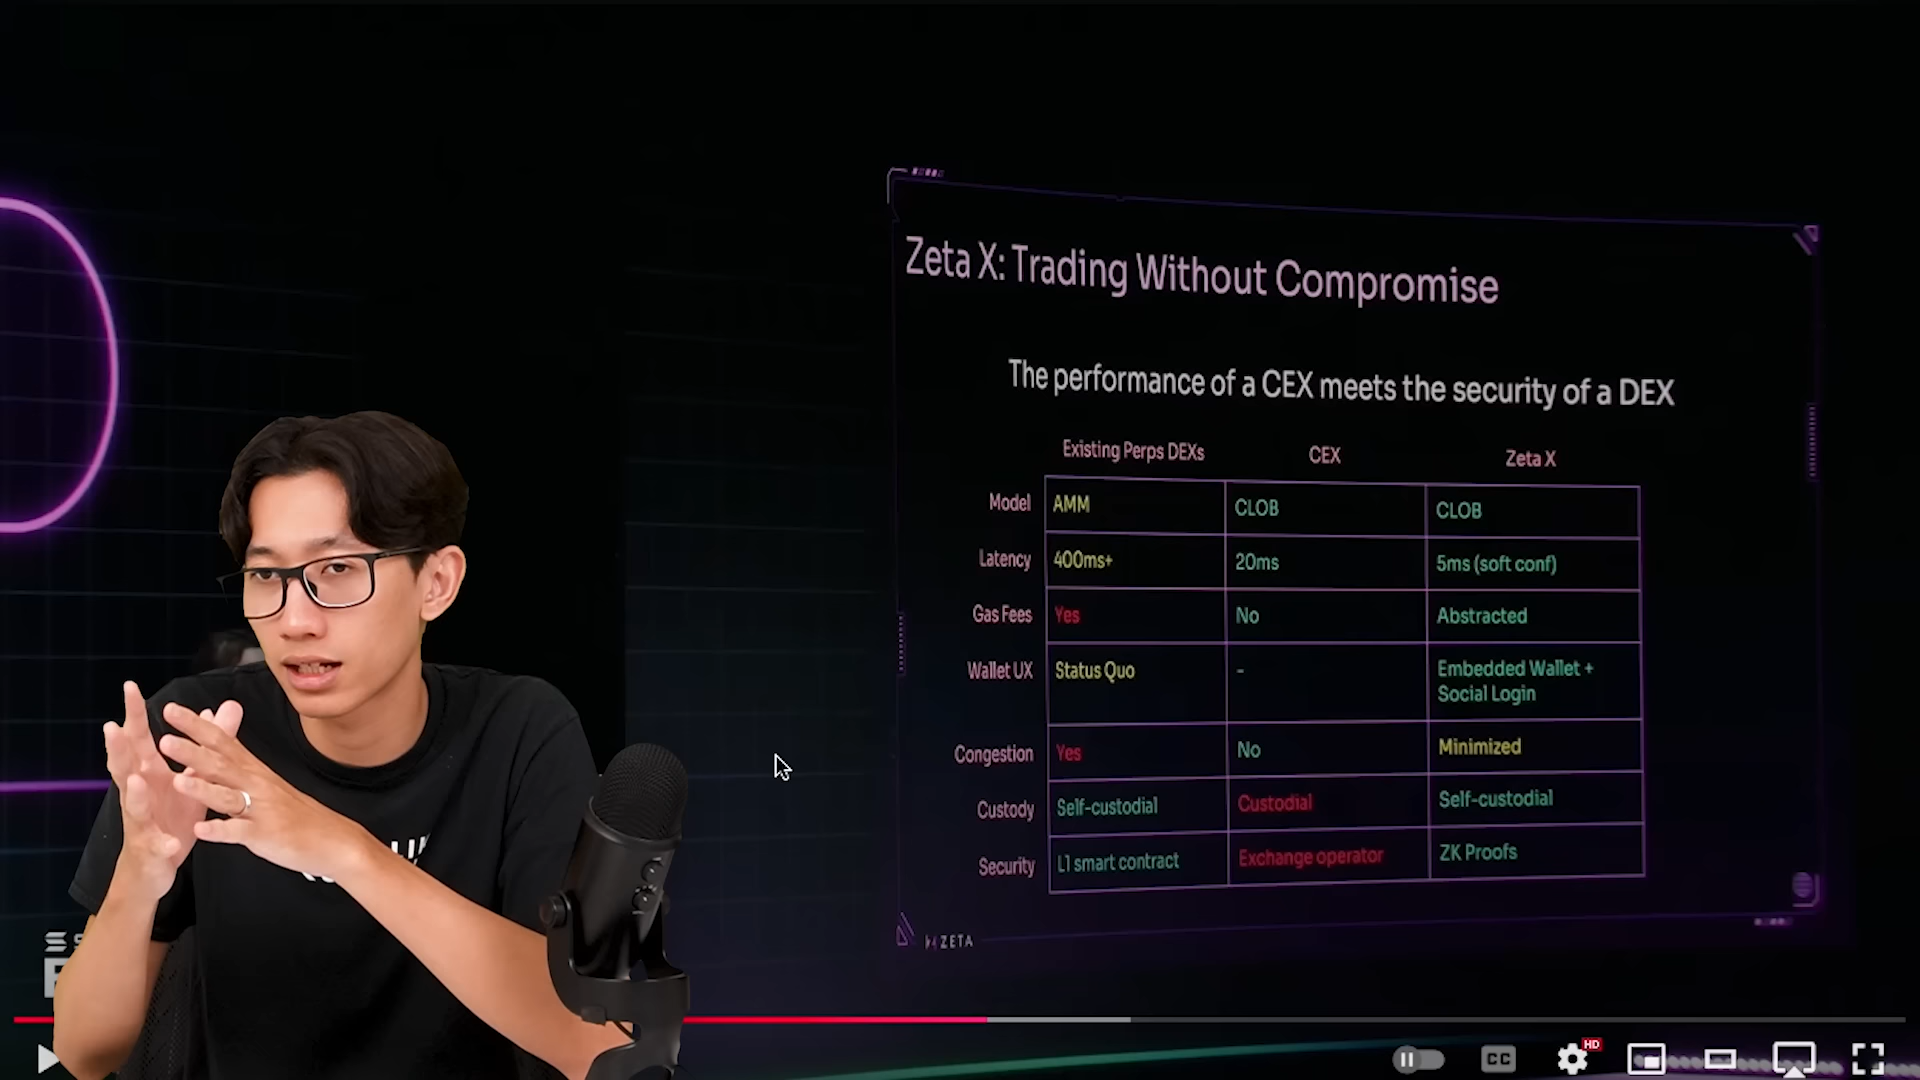 Zeta X: Trading Without Compromise
The performance of a CEX meets the security of a DEX
Existing Perps DEXs CEX Zeta X
Model AMM CLOB CLOB
Latency 400ms+ 20ms 5ms (soft conf)
Gas Fees Yes No Abstracted
Wallet UX Status Quo - Embedded Wallet +
Social Login
Congestion Yes No Minimized
Custody Self-custodial Custodial Self-custodial
Security L1 smart contract Exchange operator ZK Proofs
ZETA
CC
HD